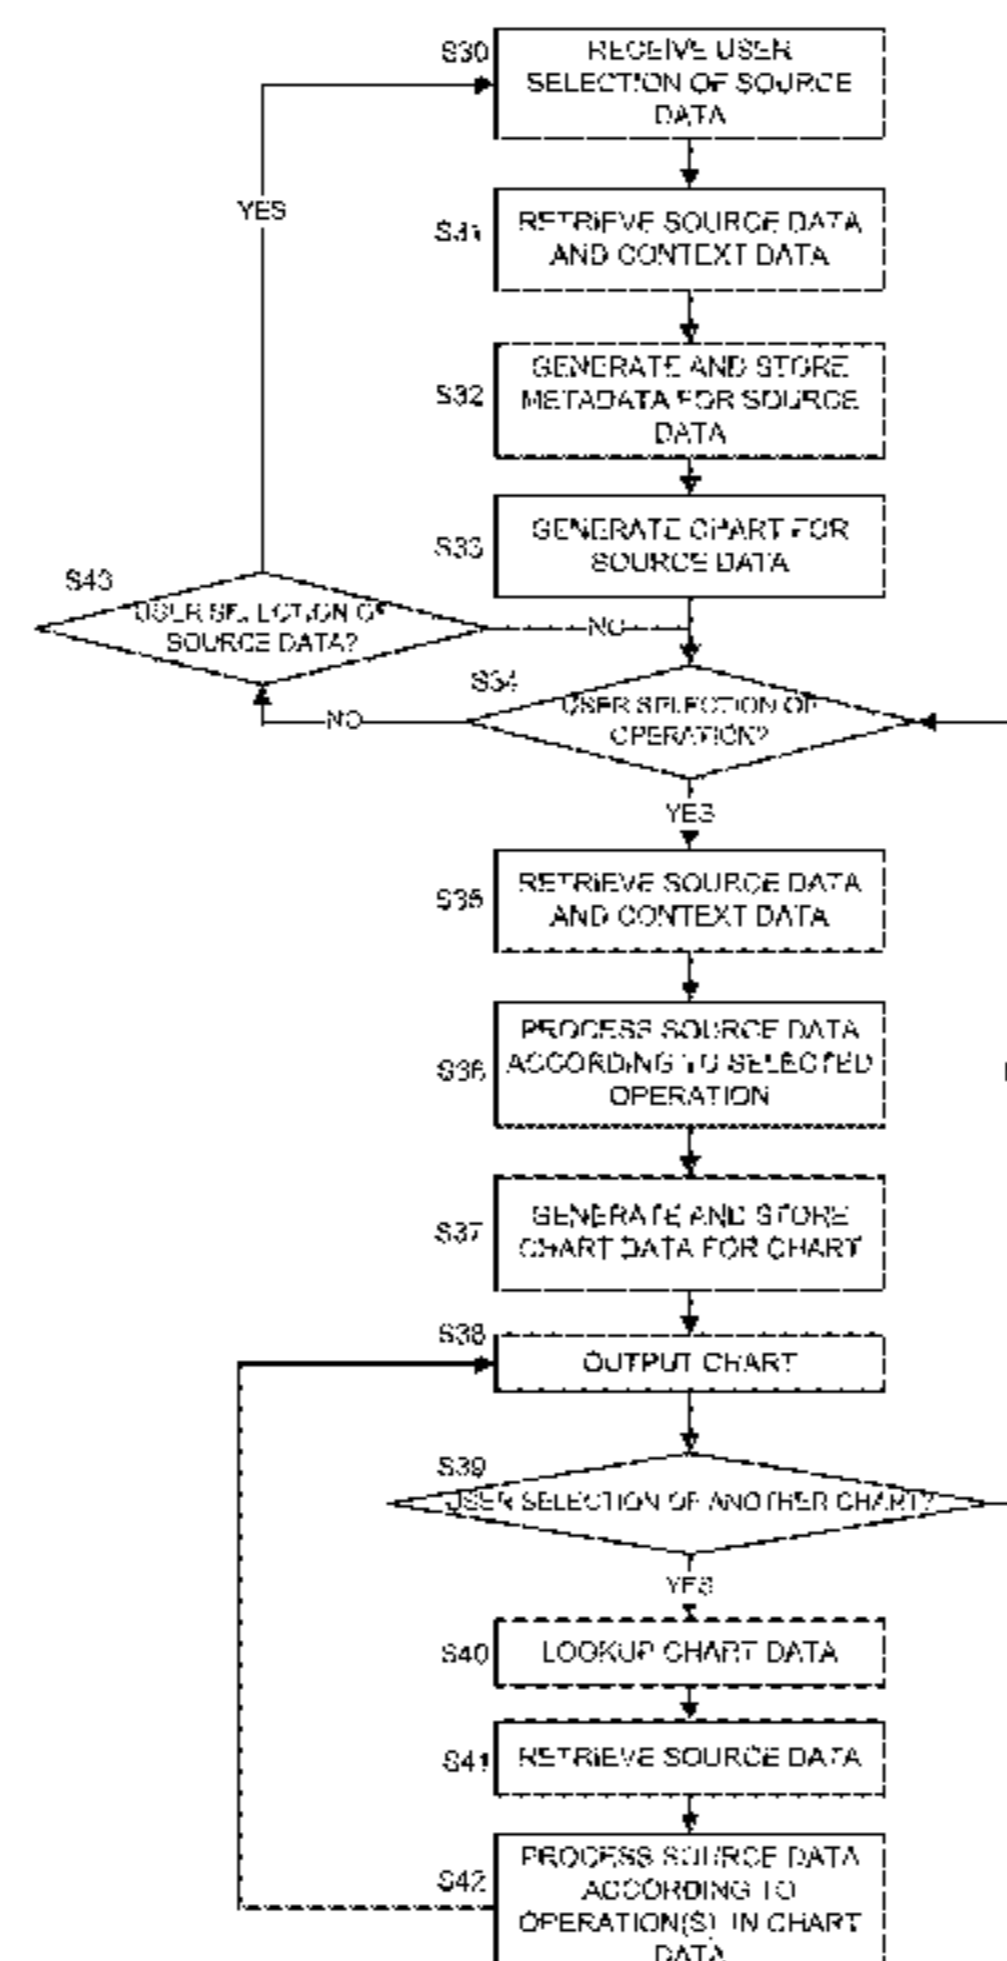 S30
RECEIVE USER
SELECTION OF SOURCE
DATA
YES
S31
RETRIEVE SOURCE DATA
AND CONTEXT DATA
S32
GENERATE AND STORE
METADATA FOR SOURCE
DATA
S33
GENERATE CHART FOR
SOURCE DATA
S43
USER SELECTION OF
SOURCE DATA?
NO
S34
USER SELECTION OF
OPERATION?
NO
YES
S35
RETRIEVE SOURCE DATA
AND CONTEXT DATA
S36
PROCESS SOURCE DATA
ACCORDING TO SELECTED
OPERATION
S37
GENERATE AND STORE
CHART DATA FOR CHART
S38
OUTPUT CHART
S39
USER SELECTION OF ANOTHER CHART?
YES
S40
LOOKUP CHART DATA
S41
RETRIEVE SOURCE DATA
S42
PROCESS SOURCE DATA
ACCORDING TO
OPERATION(S) IN CHART
DATA